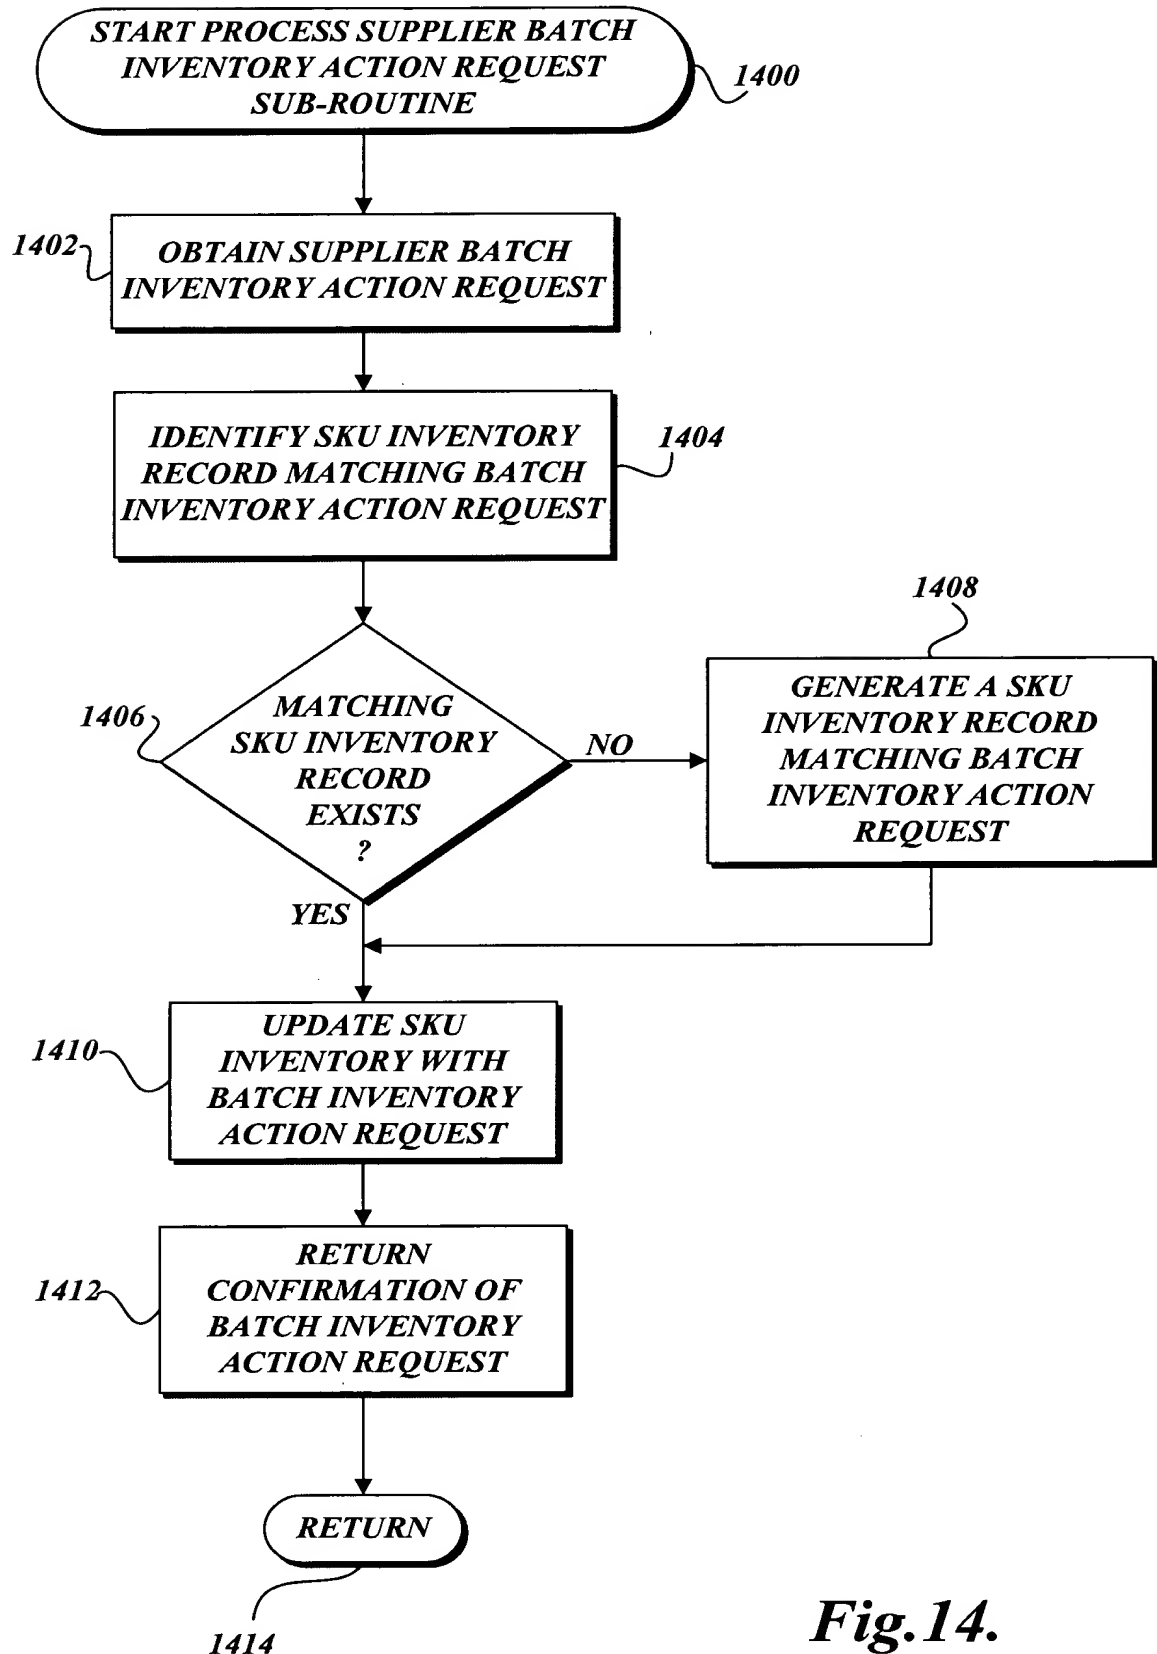 START PROCESS SUPPLIER BATCH
INVENTORY ACTION REQUEST
SUB-ROUTINE
1400
1402
OBTAIN SUPPLIER BATCH
INVENTORY ACTION REQUEST
IDENTIFY SKU INVENTORY
RECORD MATCHING BATCH
INVENTORY ACTION REQUEST
1404
1406
MATCHING
SKU INVENTORY
RECORD
EXISTS
?
NO
YES
1408
GENERATE A SKU
INVENTORY RECORD
MATCHING BATCH
INVENTORY ACTION
REQUEST
1410
UPDATE SKU
INVENTORY WITH
BATCH INVENTORY
ACTION REQUEST
1412
RETURN
CONFIRMATION OF
BATCH INVENTORY
ACTION REQUEST
RETURN
1414
Fig.14.